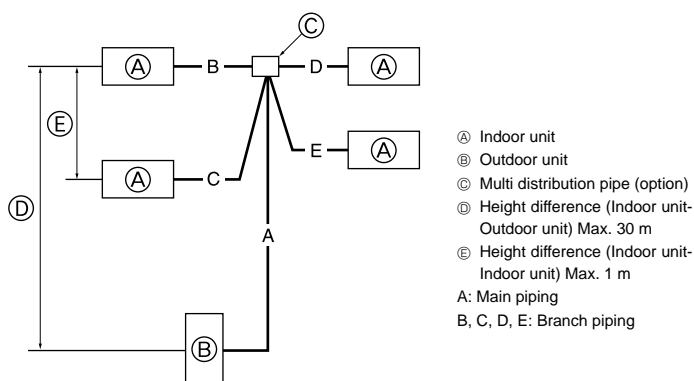 Ⓒ
Ⓐ B D Ⓐ
Ⓔ
E Ⓐ
Ⓐ C
Ⓓ
A
Ⓑ
Ⓐ Indoor unit
Ⓑ Outdoor unit
Ⓒ Multi distribution pipe (option)
Ⓓ Height difference (Indoor unit-
Outdoor unit) Max. 30 m
Ⓔ Height difference (Indoor unit-
Indoor unit) Max. 1 m
A: Main piping
B, C, D, E: Branch piping